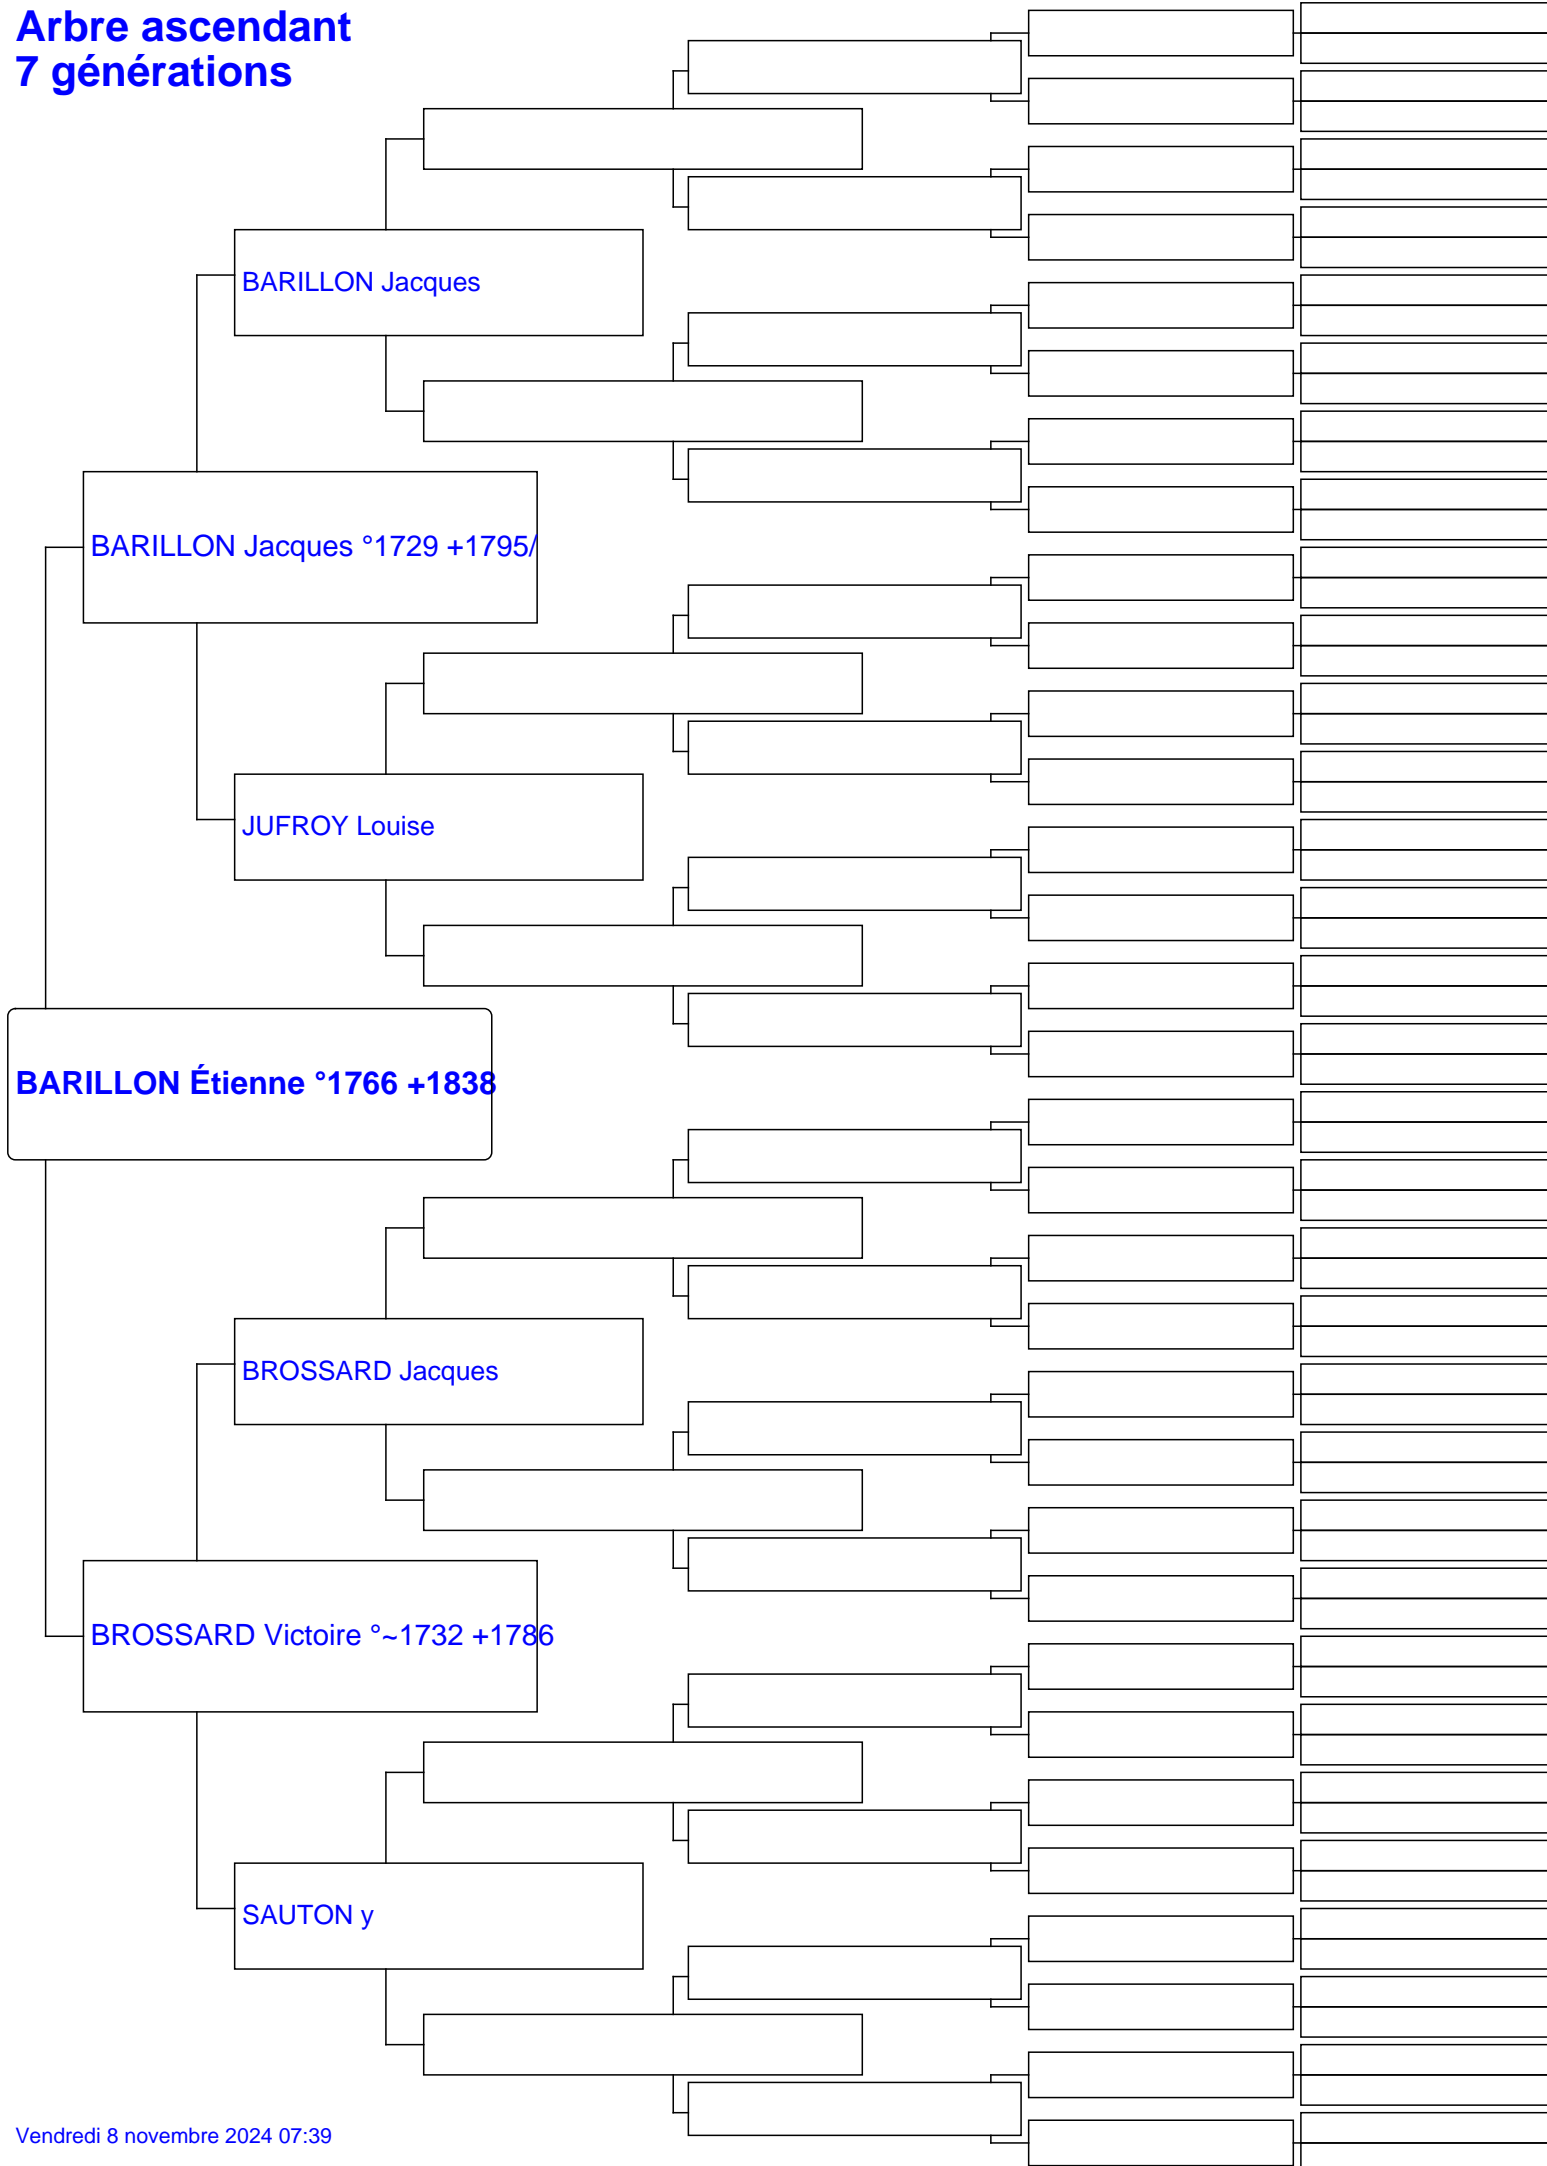 Arbre ascendant
7 générations
BARILLON Jacques
BARILLON Jacques °1729 +1795/
JUFROY Louise
BARILLON Étienne °1766 +1838
BROSSARD Jacques
BROSSARD Victoire °~1732 +1786
SAUTON y
Vendredi 8 novembre 2024 07:39